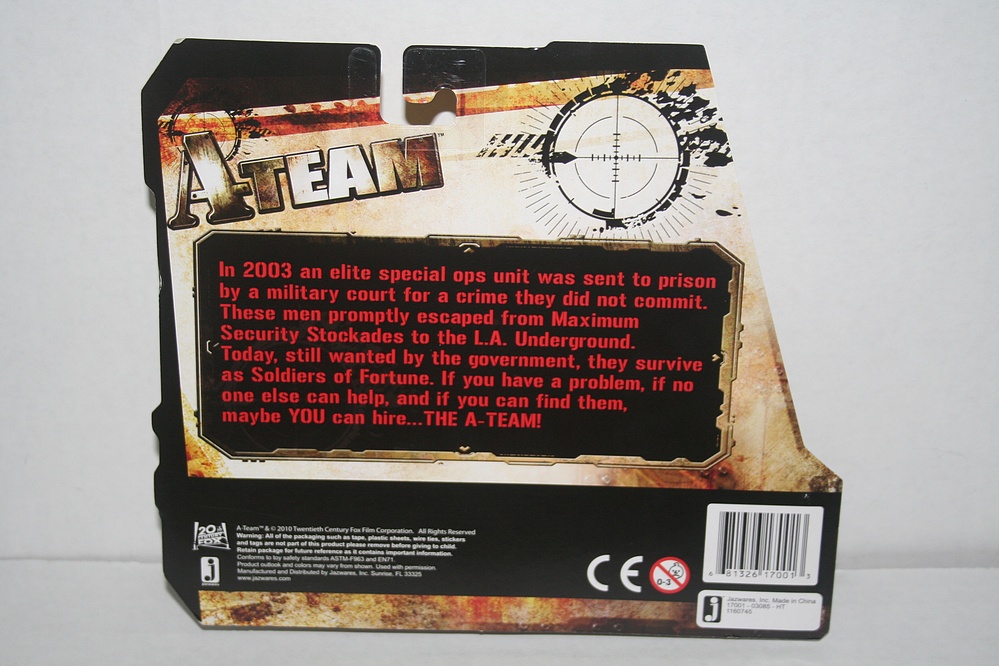 A-TEAM™
In 2003 an elite special ops unit was sent to prison
by a military court for a crime they did not commit.
These men promptly escaped from Maximum
Security Stockades to the L.A. Underground.
Today, still wanted by the government, they survive
as Soldiers of Fortune. If you have a problem, if no
one else can help, and if you can find them,
maybe YOU can hire...THE A-TEAM!
20th CENTURY FOX
A-Team™ & © 2010 Twentieth Century Fox Film Corporation. All Rights Reserved
Warning: All of the packaging such as tape, plastic sheets, wire ties, stickers
and tags are not part of this product please remove before giving to child.
Retain package for future reference as it contains important information.
Conforms to toy safety standards ASTM-F963 and EN71.
Product outlook and colors may vary from shown. Used with permission.
Manufactured and Distributed by Jazwares, Inc. Sunrise, FL 33325
www.jazwares.com
j
CE
0-3
6 81326 17001 3
j
Jazwares, Inc. Made in China
17001 - 03085 - HT